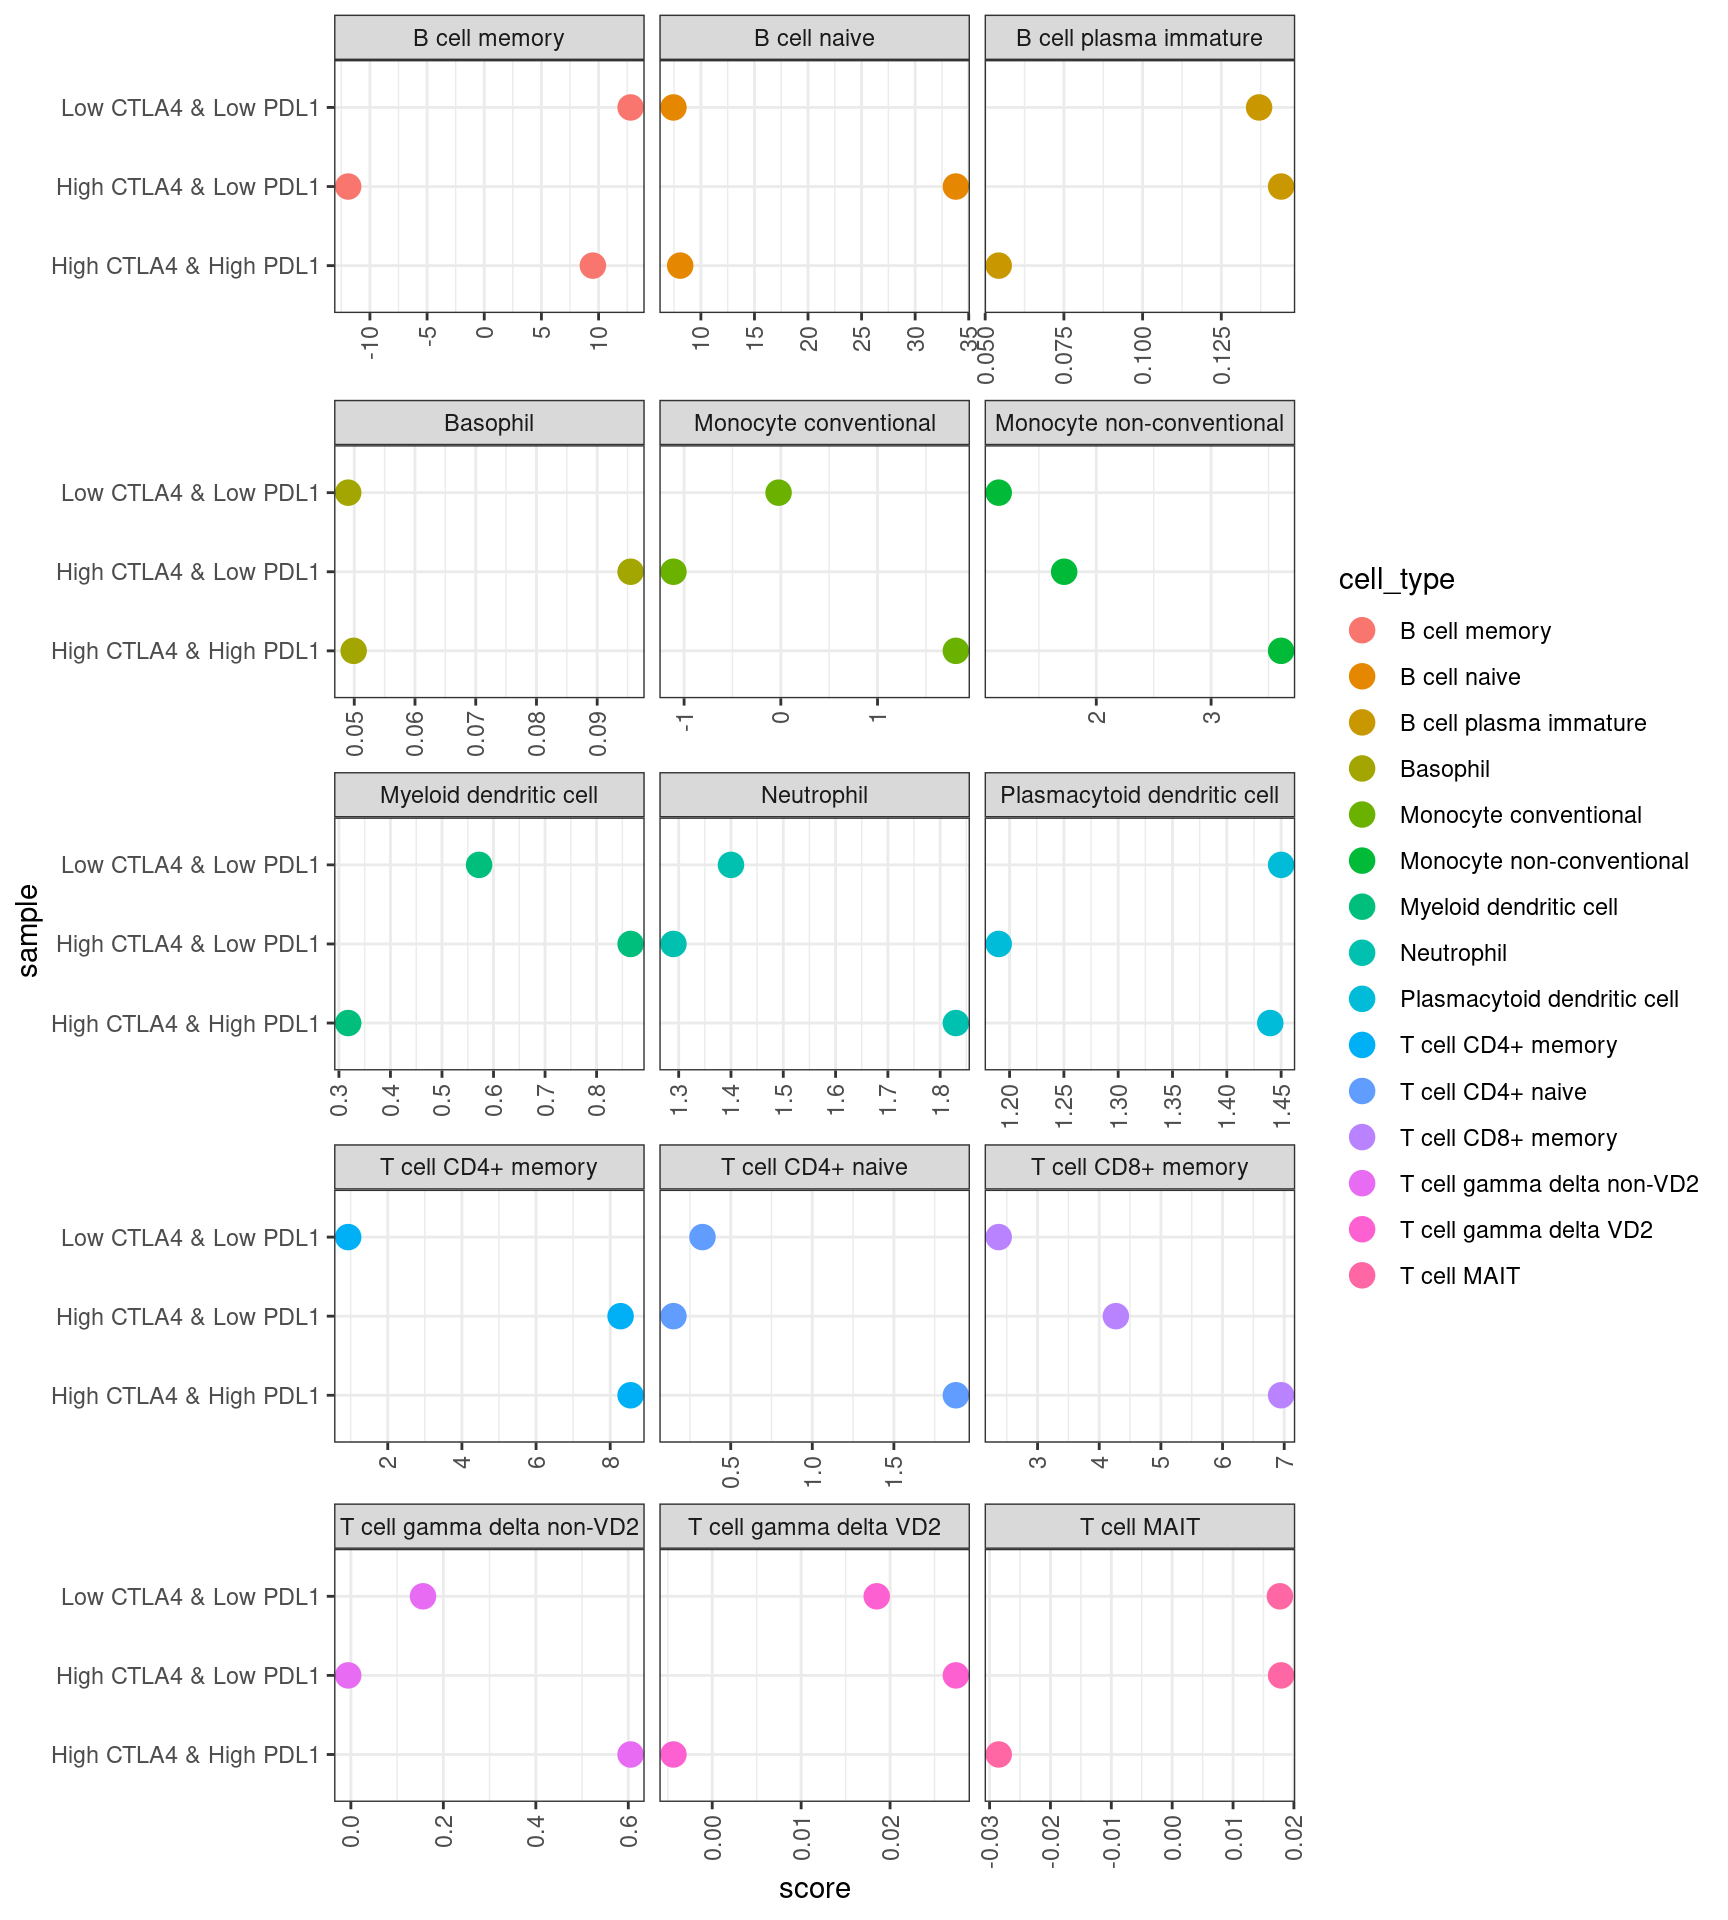 B cell memory
B cell naive
B cell plasma immature
Low CTLA4 & Low PDL1
High CTLA4 & Low PDL1
High CTLA4 & High PDL1
-10 -5 0 5 10
10 15 20 25 30 35
0.050 0.075 0.100 0.125
Basophil
Monocyte conventional
Monocyte non-conventional
Low CTLA4 & Low PDL1
High CTLA4 & Low PDL1
High CTLA4 & High PDL1
0.05 0.06 0.07 0.08 0.09
-1 0 1
2 3
Myeloid dendritic cell
Neutrophil
Plasmacytoid dendritic cell
Low CTLA4 & Low PDL1
High CTLA4 & Low PDL1
High CTLA4 & High PDL1
0.3 0.4 0.5 0.6 0.7 0.8
1.3 1.4 1.5 1.6 1.7 1.8
1.20 1.25 1.30 1.35 1.40 1.45
T cell CD4+ memory
T cell CD4+ naive
T cell CD8+ memory
Low CTLA4 & Low PDL1
High CTLA4 & Low PDL1
High CTLA4 & High PDL1
2 4 6 8
0.5 1.0 1.5
3 4 5 6 7
T cell gamma delta non-VD2
T cell gamma delta VD2
T cell MAIT
Low CTLA4 & Low PDL1
High CTLA4 & Low PDL1
High CTLA4 & High PDL1
0.0 0.2 0.4 0.6
0.00 0.01 0.02
-0.03 -0.02 -0.01 0.00 0.01 0.02
sample
score
cell_type
B cell memory
B cell naive
B cell plasma immature
Basophil
Monocyte conventional
Monocyte non-conventional
Myeloid dendritic cell
Neutrophil
Plasmacytoid dendritic cell
T cell CD4+ memory
T cell CD4+ naive
T cell CD8+ memory
T cell gamma delta non-VD2
T cell gamma delta VD2
T cell MAIT